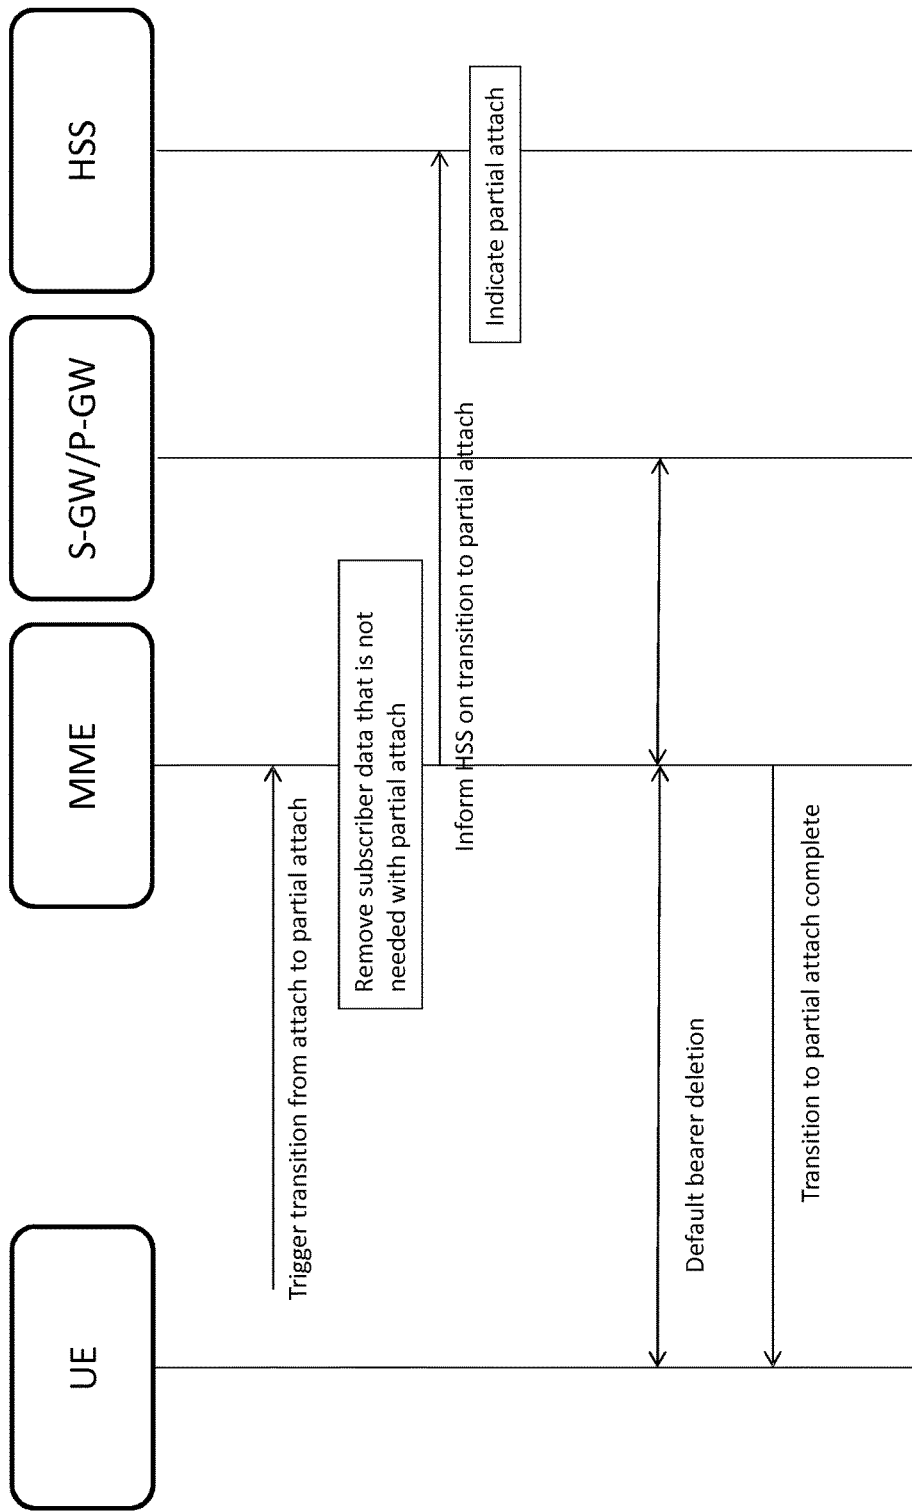 UE
MME
S-GW/P-GW
HSS
Trigger transition from attach to partial attach
Remove subscriber data that is not
needed with partial attach
Inform HSS on transition to partial attach
Indicate partial attach
Default bearer deletion
Transition to partial attach complete